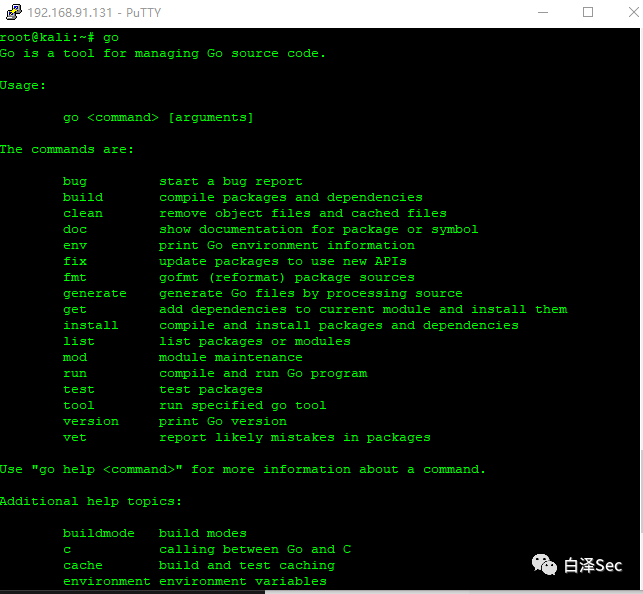 192.168.91.131 - PuTTY
root@kali:~# go
Go is a tool for managing Go source code.
Usage:
go <command> [arguments]
The commands are:
bug start a bug report
build compile packages and dependencies
clean remove object files and cached files
doc show documentation for package or symbol
env print Go environment information
fix update packages to use new APIs
fmt gofmt (reformat) package sources
generate generate Go files by processing source
get add dependencies to current module and install them
install compile and install packages and dependencies
list list packages or modules
mod module maintenance
run compile and run Go program
test test packages
tool run specified go tool
version print Go version
vet report likely mistakes in packages
Use "go help <command>" for more information about a command.
Additional help topics:
buildmode build modes
c calling between Go and C
cache build and test caching
environment environment variables
白泽Sec